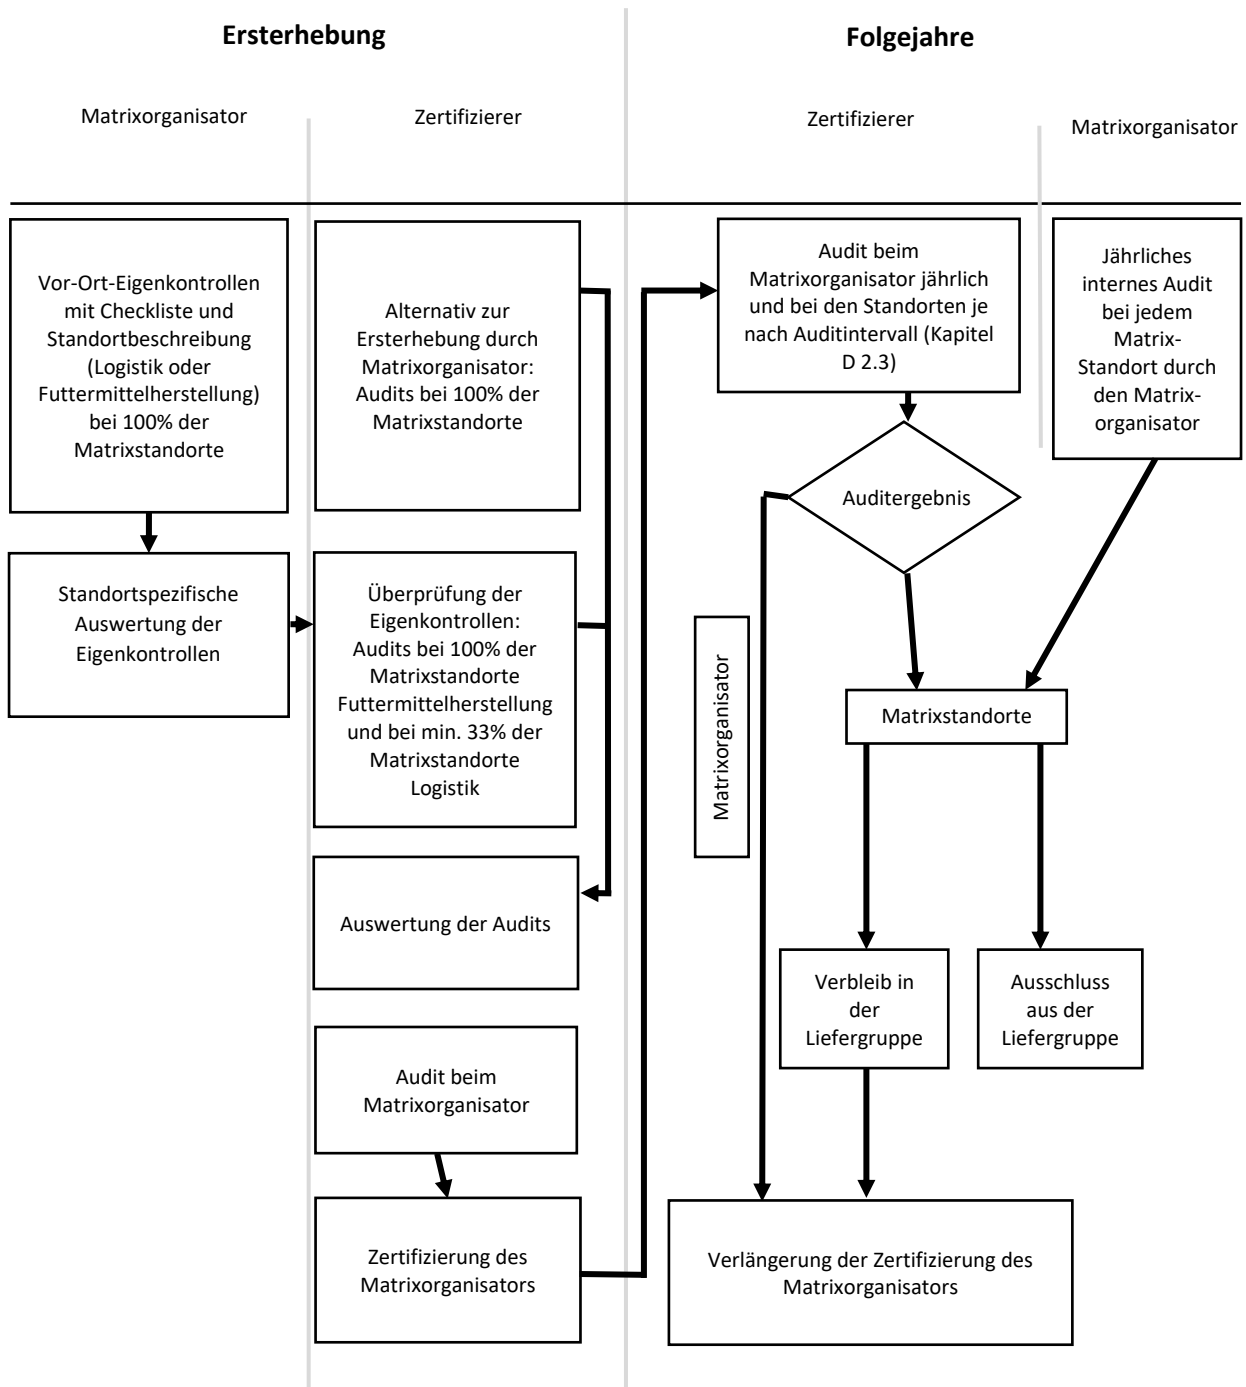 Ersterhebung
Folgejahre
Matrixorganisator
Zertifizierer
Zertifizierer
Matrixorganisator
Vor-Ort-Eigenkontrollen
mit Checkliste und
Standortbeschreibung
(Logistik oder
Futtermittelherstellung)
bei 100% der
Matrixstandorte
Alternativ zur
Ersterhebung durch
Matrixorganisator:
Audits bei 100% der
Matrixstandorte
Audit beim
Matrixorganisator jährlich
und bei den Standorten je
nach Auditintervall (Kapitel
D 2.3)
Jährliches
internes Audit
bei jedem
Matrix-
Standort durch
den Matrix-
organisator
Auditergebnis
Standortspezifische
Auswertung der
Eigenkontrollen
Überprüfung der
Eigenkontrollen:
Audits bei 100% der
Matrixstandorte
Futtermittelherstellung
und bei min. 33% der
Matrixstandorte
Logistik
Matrixorganisator
Matrixstandorte
Auswertung der Audits
Verbleib in
der
Liefergruppe
Ausschluss
aus der
Liefergruppe
Audit beim
Matrixorganisator
Zertifizierung des
Matrixorganisators
Verlängerung der Zertifizierung des
Matrixorganisators